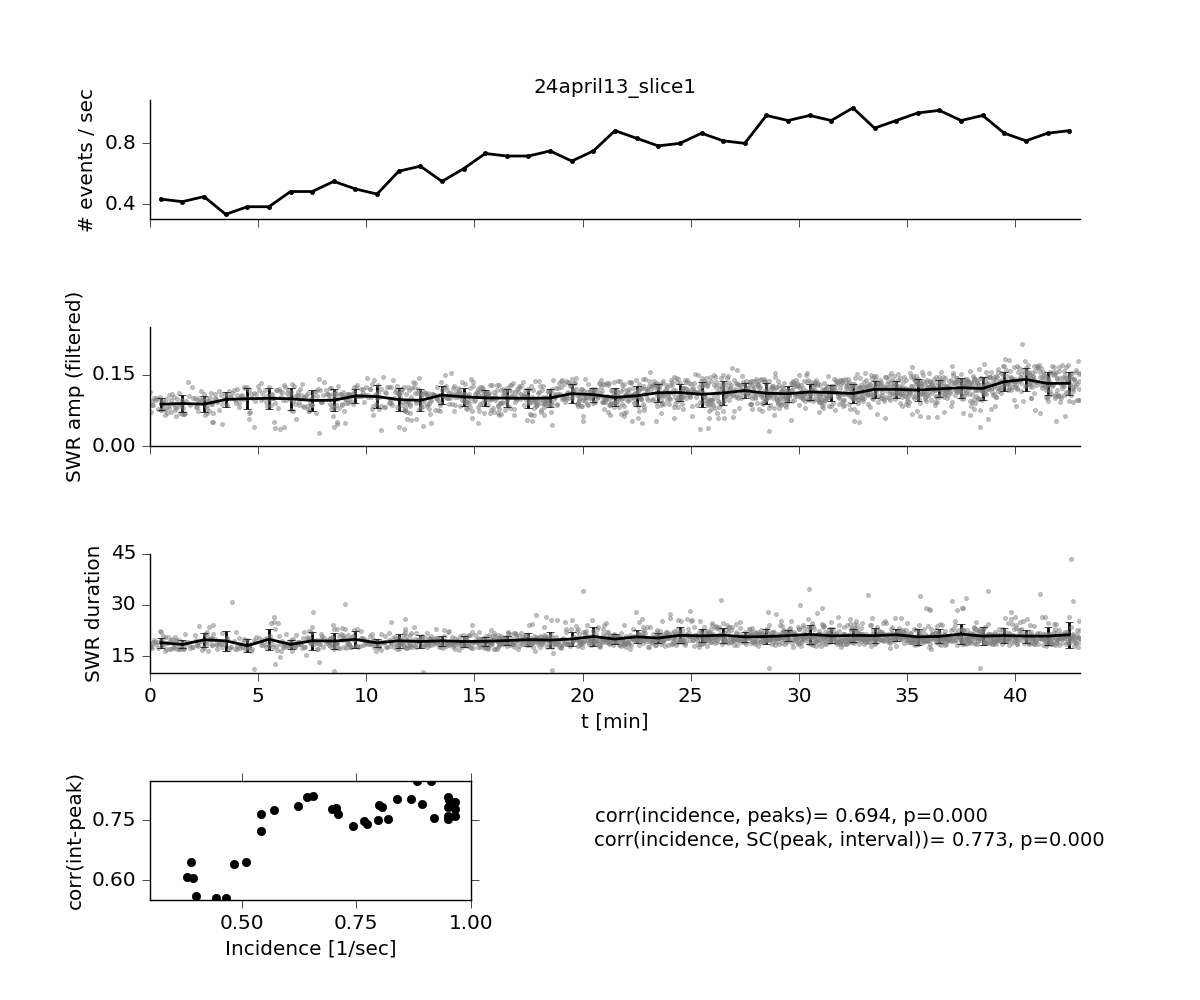 24april13_slice1
# events / sec
0.8
0.4
SWR amp (filtered)
0.15
0.00
SWR duration
45
30
15
0 5 10 15 20 25 30 35 40
t [min]
corr(int-peak)
0.75
0.60
0.50 0.75 1.00
Incidence [1/sec]
corr(incidence, peaks)= 0.694, p=0.000
corr(incidence, SC(peak, interval))= 0.773, p=0.000